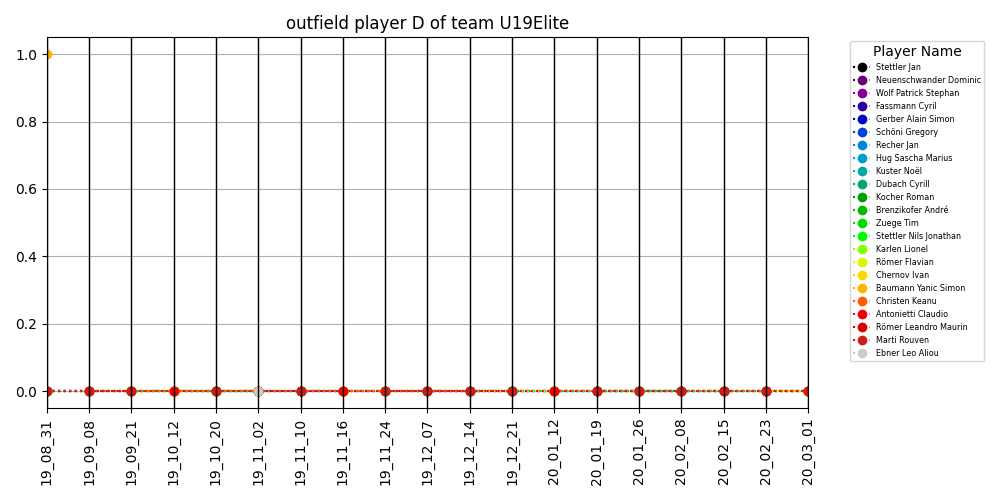 outfield player D of team U19Elite
1.0
0.8
0.6
0.4
0.2
0.0
19_08_31
19_09_08
19_09_21
19_10_12
19_10_20
19_11_02
19_11_10
19_11_16
19_11_24
19_12_07
19_12_14
19_12_21
20_01_12
20_01_19
20_01_26
20_02_08
20_02_15
20_02_23
20_03_01
Player Name
Stettler Jan
Neuenschwander Dominic
Wolf Patrick Stephan
Fassmann Cyril
Gerber Alain Simon
Schöni Gregory
Recher Jan
Hug Sascha Marius
Kuster Noël
Dubach Cyrill
Kocher Roman
Brenzikofer André
Zuege Tim
Stettler Nils Jonathan
Karlen Lionel
Römer Flavian
Chernov Ivan
Baumann Yanic Simon
Christen Keanu
Antonietti Claudio
Römer Leandro Maurin
Marti Rouven
Ebner Leo Aliou